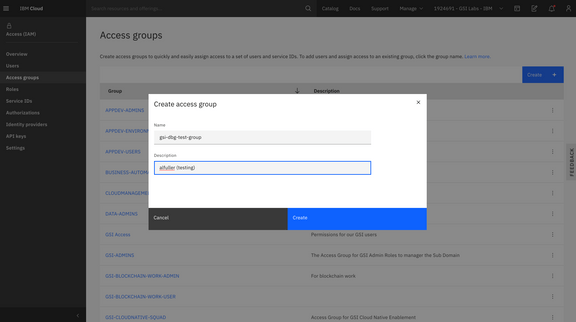 IBM Cloud
Search resources and offerings...
Catalog
Docs
Support
Manage
1924691 - GSI Labs - IBM
Access (IAM)
Overview
Users
Access groups
Roles
Service IDs
Authorizations
Identity providers
API keys
Settings
Access groups
Create access groups to quickly and easily assign access to a set of users and service IDs. To add users and assign access to an existing group, click the group name. Learn more.
Create +
Group
Description
APPDEV-ADMINS
APPDEV-ENVIRON
APPDEV-USERS
BUSINESS-AUTOM
CLOUDMANAGEM
DATA-ADMINS
GSI Access
Permissions for our GSI users
GSI-ADMINS
The Access Group for GSI Admin Roles to manage the Sub Domain
GSI-BLOCKCHAIN-WORK-ADMIN
For blockchain work
GSI-BLOCKCHAIN-WORK-USER
GSI-CLOUDNATIVE-SQUAD
Access Group for GSI Cloud Native Enablement
Create access group
Name
gsi-dbg-test-group
Description
alfuller (testing)
Cancel
Create
FEEDBACK